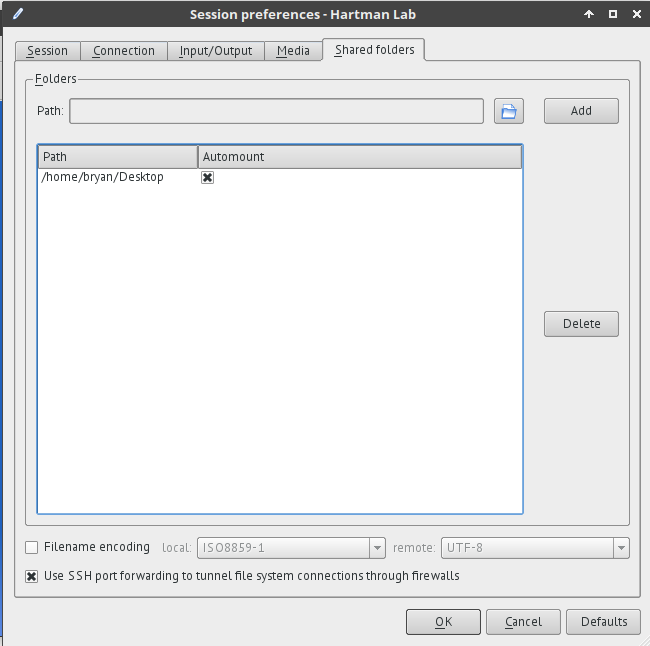 Session preferences - Hartman Lab
Session Connection Input/Output Media Shared folders
Folders
Path: Add
Path Automount
/home/bryan/Desktop
Delete
Filename encoding local: ISO8859-1 remote: UTF-8
Use SSH port forwarding to tunnel file system connections through firewalls
OK Cancel Defaults